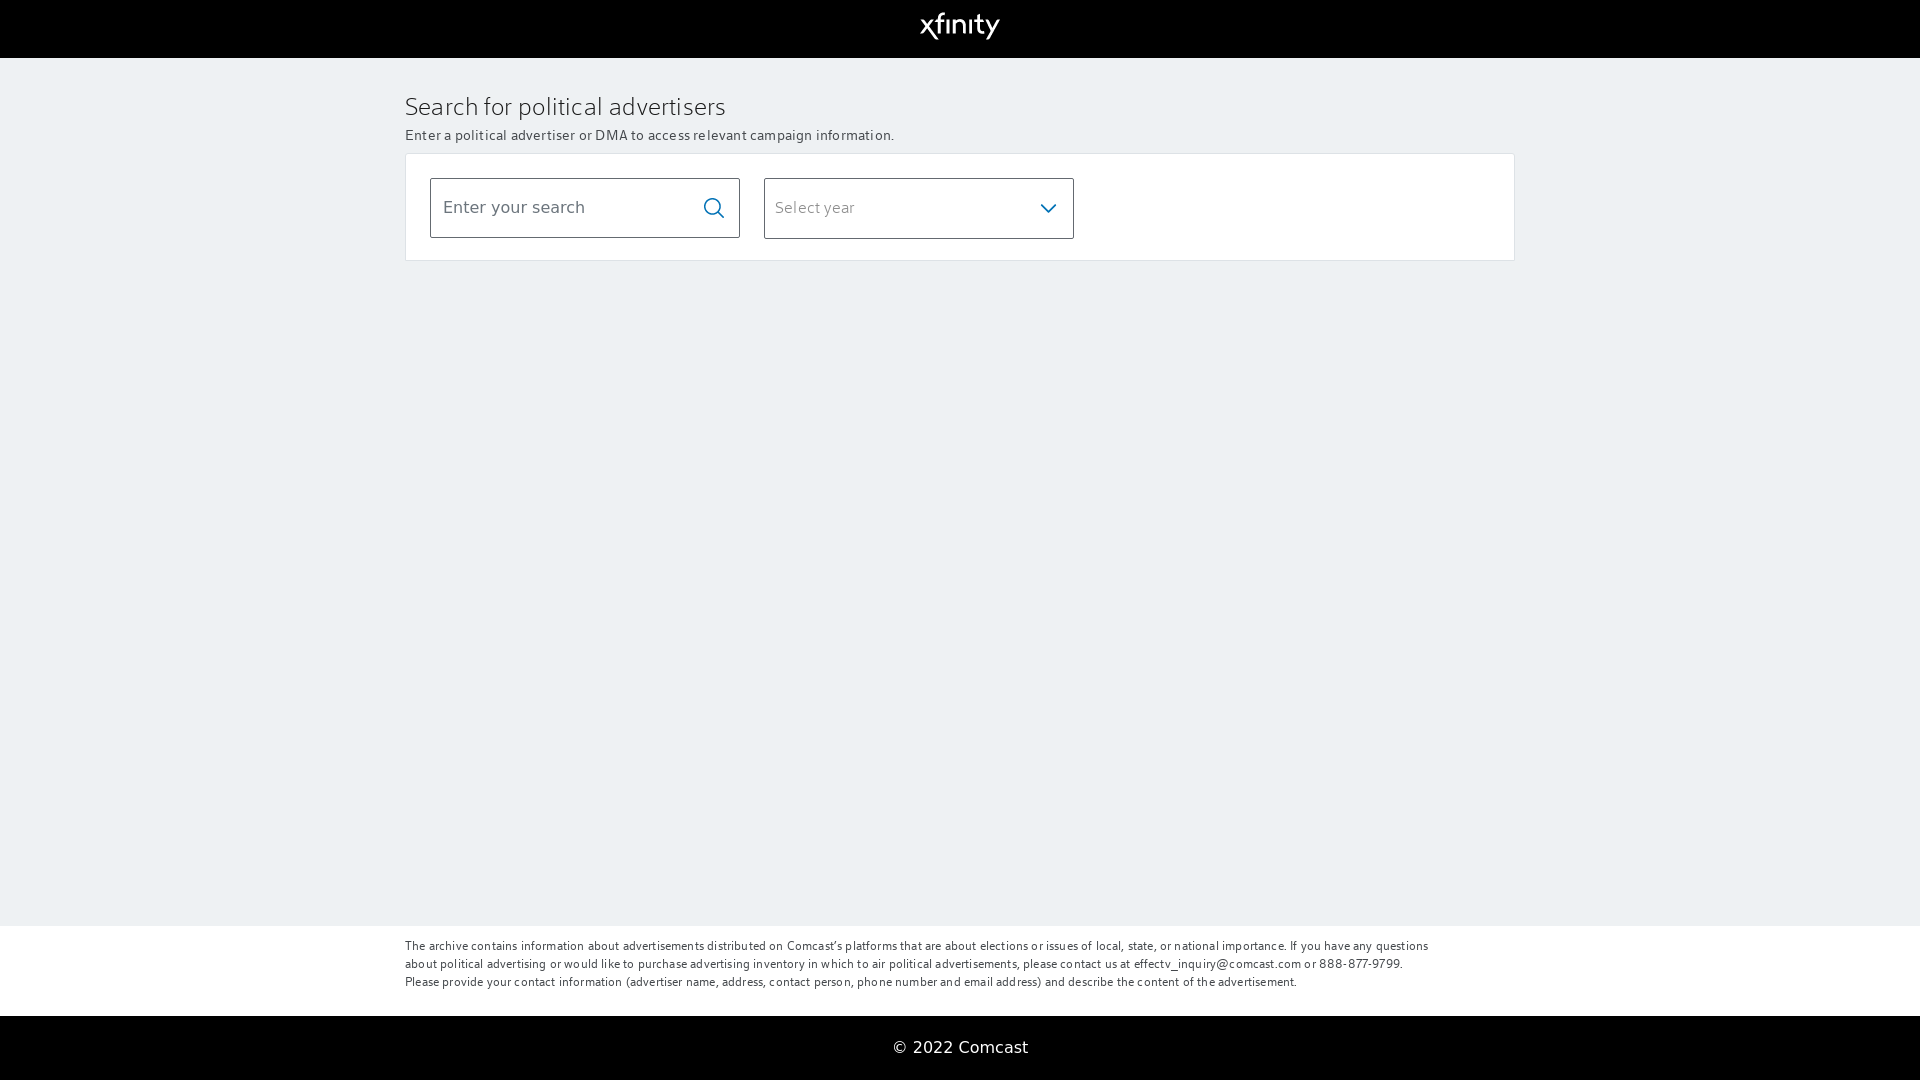 xfinity
Search for political advertisers
Enter a political advertiser or DMA to access relevant campaign information.
Enter your search
Select year
The archive contains information about advertisements distributed on Comcast’s platforms that are about elections or issues of local, state, or national importance. If you have any questions
about political advertising or would like to purchase advertising inventory in which to air political advertisements, please contact us at effectv_inquiry@comcast.com or 888-877-9799.
Please provide your contact information (advertiser name, address, contact person, phone number and email address) and describe the content of the advertisement.
© 2022 Comcast